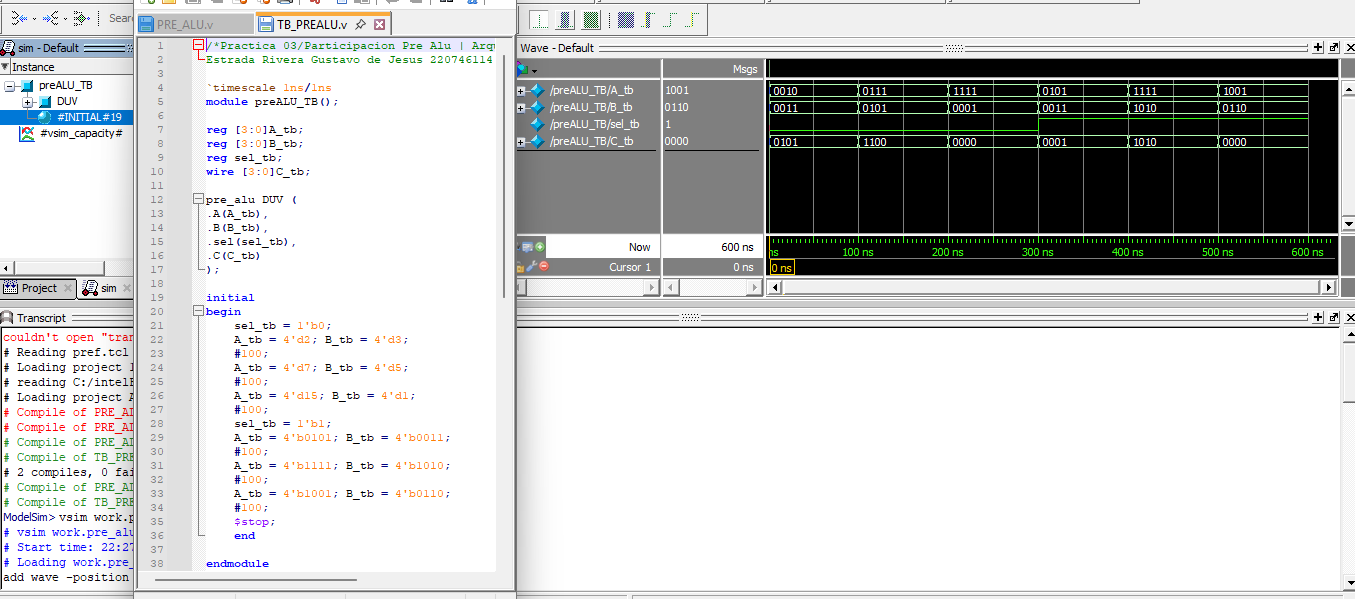 Search
PRE_ALU.v
TB_PREALU.v
sim - Default
Instance
preALU_TB
DUV
#INITIAL#19
#vsim_capacity#
Project
sim
Transcript
couldn't open "tran
# Reading pref.tcl
# Loading project
# reading C:/intel
# Loading project
# Compile of PRE_AL
# Compile of PRE_AL
# Compile of PRE_AL
# Compile of TB_PRE
# 2 compiles, 0 fai
# Compile of PRE_AL
# Compile of TB_PRE
ModelSim> vsim work.p
# vsim work.pre_alu
# Start time: 22:27
# Loading work.pre_
add wave -position
1 /*Practica 03/Participacion Pre Alu | Arqu
2 Estrada Rivera Gustavo de Jesus 220746114
3
4 `timescale 1ns/1ns
5 module preALU_TB();
6
7 reg [3:0]A_tb;
8 reg [3:0]B_tb;
9 reg sel_tb;
10 wire [3:0]C_tb;
11
12 pre_alu DUV (
13 .A(A_tb),
14 .B(B_tb),
15 .sel(sel_tb),
16 .C(C_tb)
17 );
18
19 initial
20 begin
21 sel_tb = 1'b0;
22 A_tb = 4'd2; B_tb = 4'd3;
23 #100;
24 A_tb = 4'd7; B_tb = 4'd5;
25 #100;
26 A_tb = 4'd15; B_tb = 4'd1;
27 #100;
28 sel_tb = 1'b1;
29 A_tb = 4'b0101; B_tb = 4'b0011;
30 #100;
31 A_tb = 4'b1111; B_tb = 4'b1010;
32 #100;
33 A_tb = 4'b1001; B_tb = 4'b0110;
34 #100;
35 $stop;
36 end
37
38 endmodule
Wave - Default
Msgs
/preALU_TB/A_tb 1001 0010 0111 1111 0101 1111 1001
/preALU_TB/B_tb 0110 0011 0101 0001 0011 1010 0110
/preALU_TB/sel_tb 1
/preALU_TB/C_tb 0000 0101 1100 0000 0001 1010 0000
Now 600 ns ns 100 ns 200 ns 300 ns 400 ns 500 ns 600 ns
Cursor 1 0 ns 0 ns